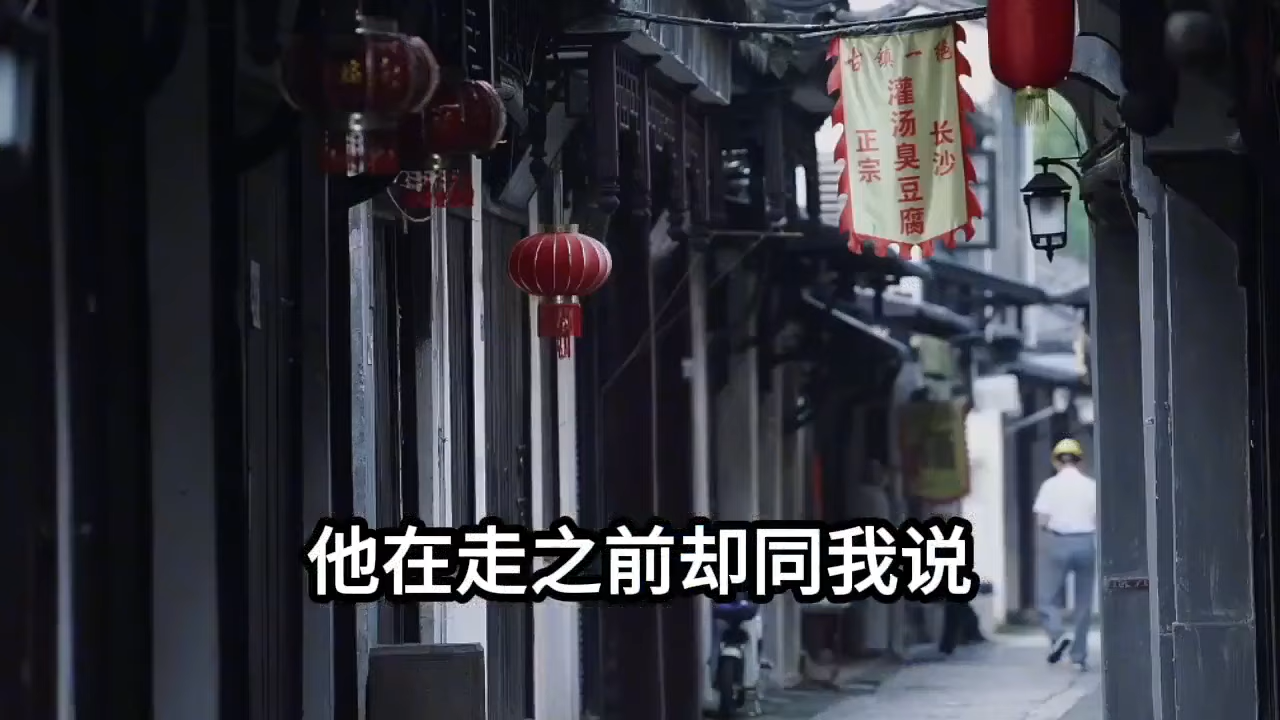 古镇一绝
长沙
灌汤臭豆腐
正宗
他在走之前却同我说